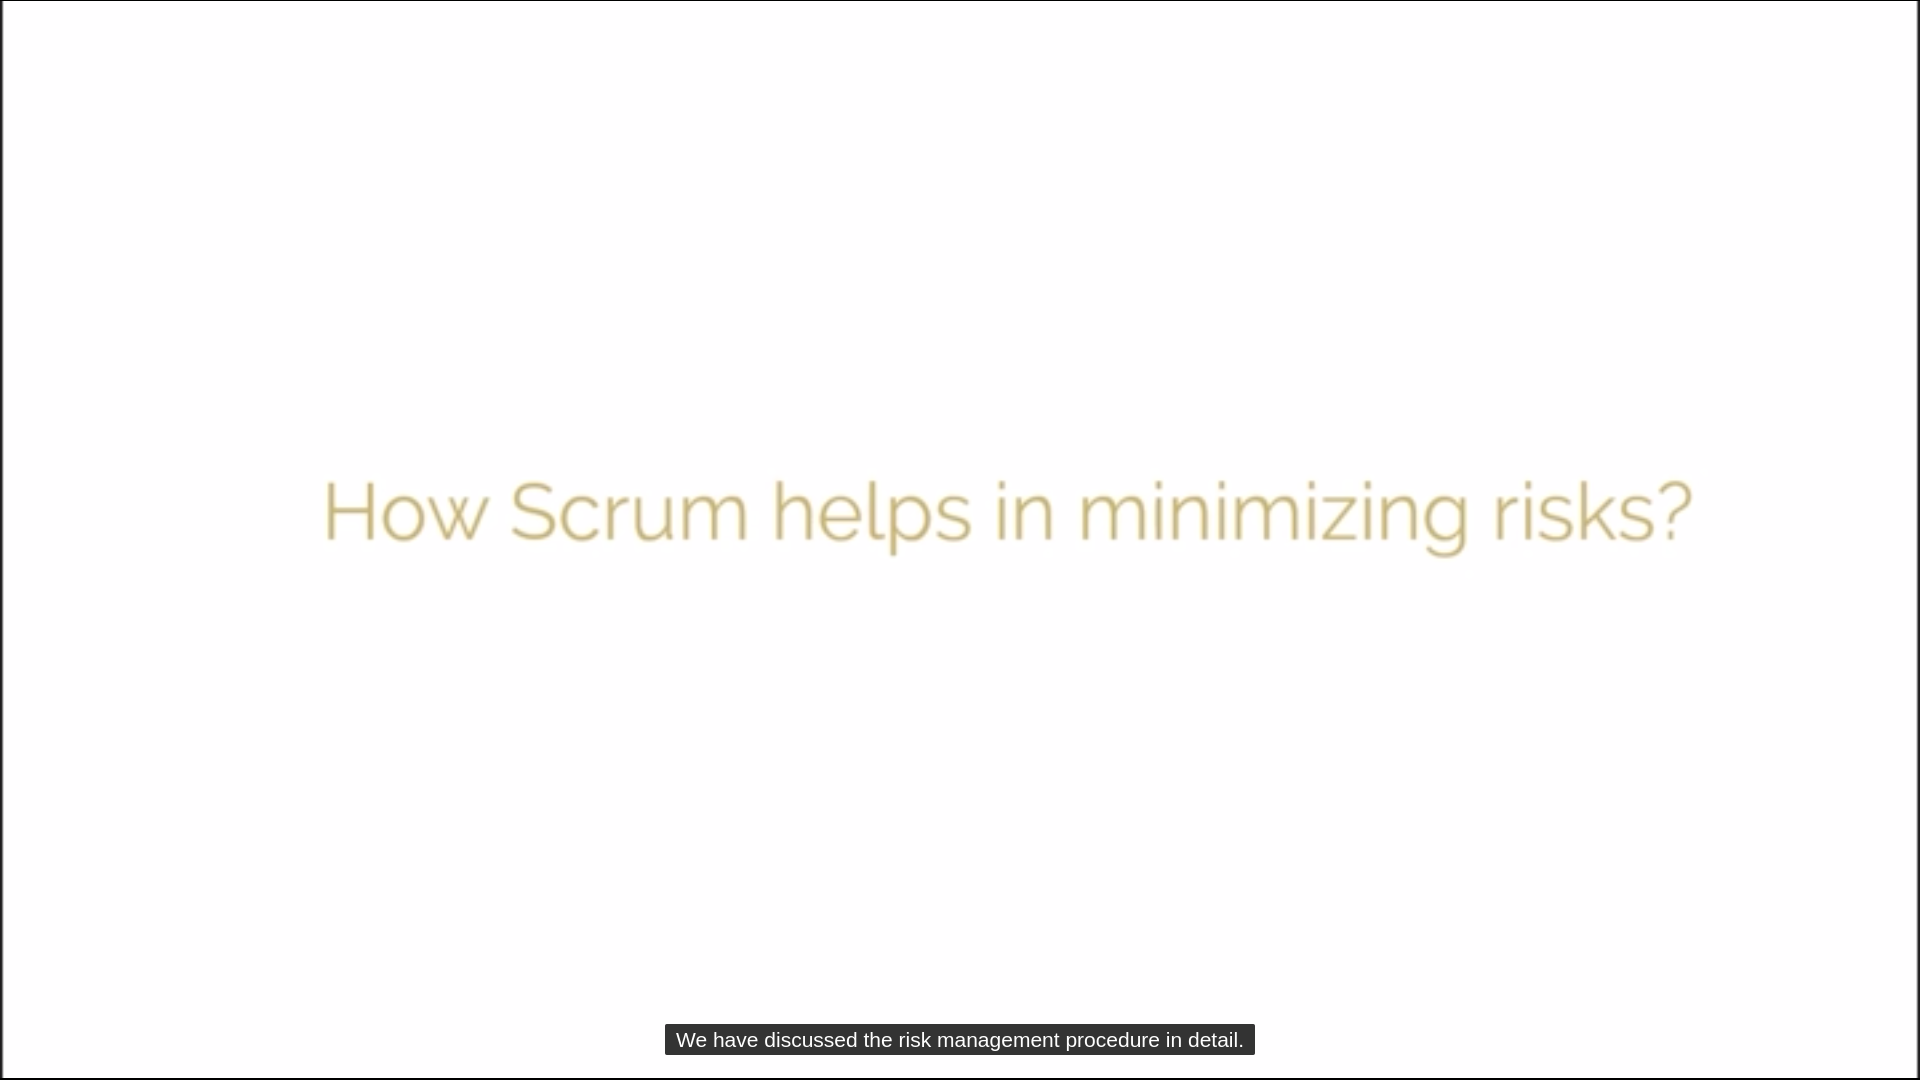 How Scrum helps in minimizing risks?
We have discussed the risk management procedure in detail.